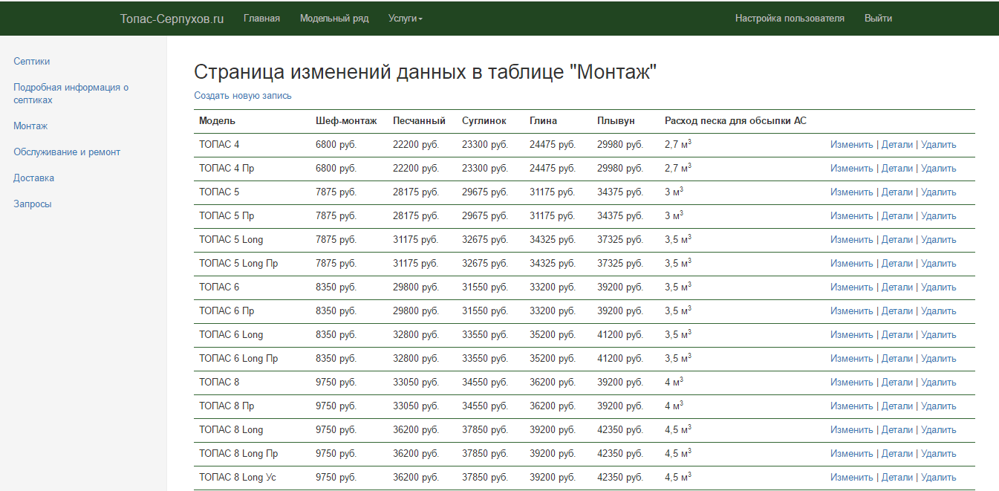 Топас-Серпухов.ru Главная Модельный ряд Услуги Настройка пользователя Выйти
Септики
Подробная информация о
септиках
Монтаж
Обслуживание и ремонт
Доставка
Запросы
Страница изменений данных в таблице "Монтаж"
Создать новую запись
Модель Шеф-монтаж Песчанный Суглинок Глина Плывун Расход песка для обсыпки АС
ТОПАС 4 6800 руб. 22200 руб. 23300 руб. 24475 руб. 29980 руб. 2,7 м³ Изменить | Детали | Удалить
ТОПАС 4 Пр 6800 руб. 22200 руб. 23300 руб. 24475 руб. 29980 руб. 2,7 м³ Изменить | Детали | Удалить
ТОПАС 5 7875 руб. 28175 руб. 29675 руб. 31175 руб. 34375 руб. 3 м³ Изменить | Детали | Удалить
ТОПАС 5 Пр 7875 руб. 28175 руб. 29675 руб. 31175 руб. 34375 руб. 3 м³ Изменить | Детали | Удалить
ТОПАС 5 Long 7875 руб. 31175 руб. 32675 руб. 34325 руб. 37325 руб. 3,5 м³ Изменить | Детали | Удалить
ТОПАС 5 Long Пр 7875 руб. 31175 руб. 32675 руб. 34325 руб. 37325 руб. 3,5 м³ Изменить | Детали | Удалить
ТОПАС 6 8350 руб. 29800 руб. 31550 руб. 33200 руб. 39200 руб. 3,5 м³ Изменить | Детали | Удалить
ТОПАС 6 Пр 8350 руб. 29800 руб. 31550 руб. 33200 руб. 39200 руб. 3,5 м³ Изменить | Детали | Удалить
ТОПАС 6 Long 8350 руб. 32800 руб. 33550 руб. 35200 руб. 41200 руб. 3,5 м³ Изменить | Детали | Удалить
ТОПАС 6 Long Пр 8350 руб. 32800 руб. 33550 руб. 35200 руб. 41200 руб. 3,5 м³ Изменить | Детали | Удалить
ТОПАС 8 9750 руб. 33050 руб. 34550 руб. 36200 руб. 39200 руб. 4 м³ Изменить | Детали | Удалить
ТОПАС 8 Пр 9750 руб. 33050 руб. 34550 руб. 36200 руб. 39200 руб. 4 м³ Изменить | Детали | Удалить
ТОПАС 8 Long 9750 руб. 36200 руб. 37850 руб. 39200 руб. 42350 руб. 4,5 м³ Изменить | Детали | Удалить
ТОПАС 8 Long Пр 9750 руб. 36200 руб. 37850 руб. 39200 руб. 42350 руб. 4,5 м³ Изменить | Детали | Удалить
ТОПАС 8 Long Ус 9750 руб. 36200 руб. 37850 руб. 39200 руб. 42350 руб. 4,5 м³ Изменить | Детали | Удалить